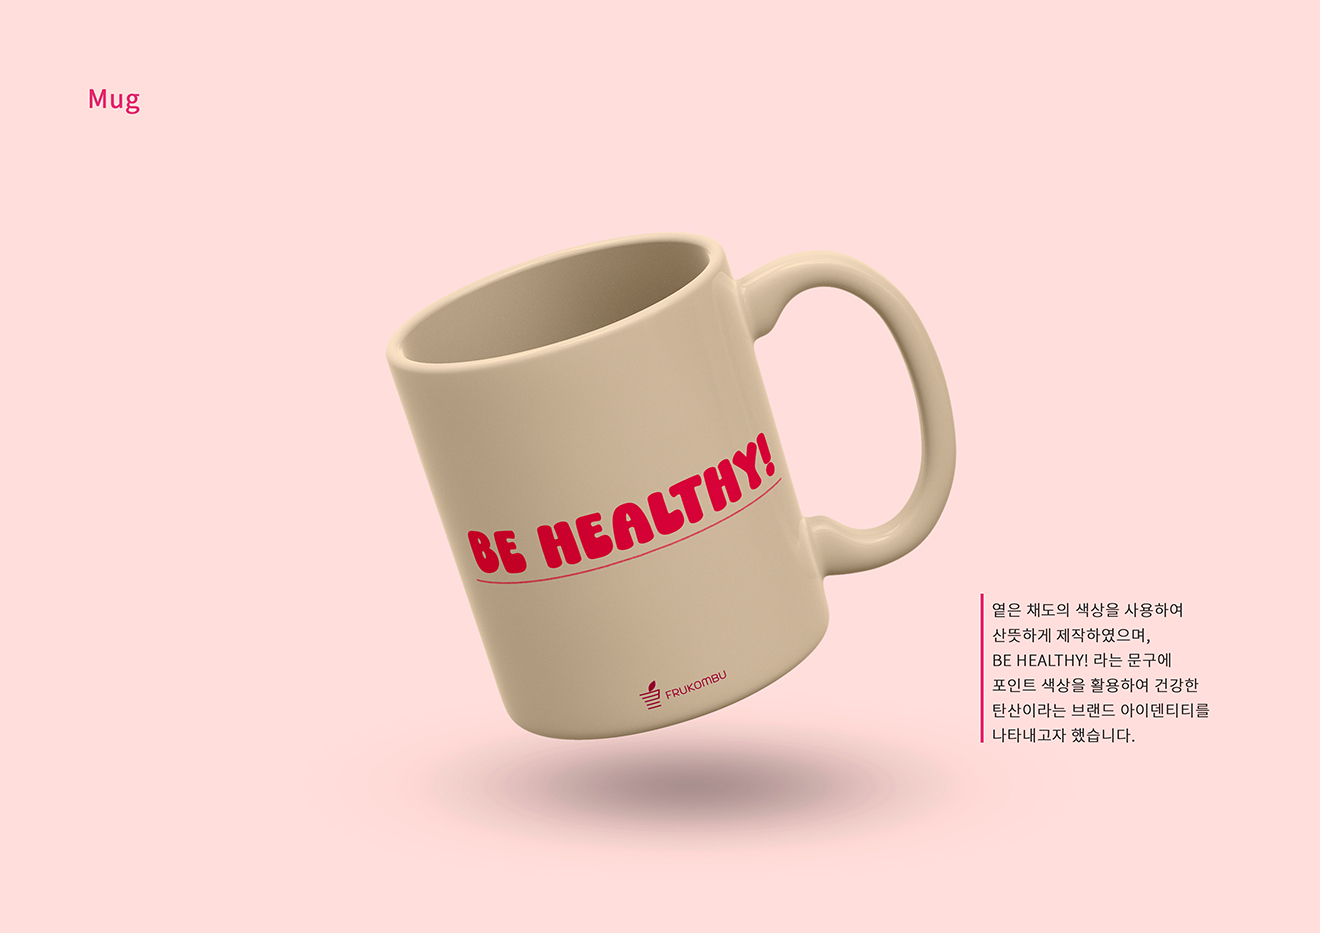 Mug
BE HEALTHY!
FRUKOMBU
옅은 채도의 색상을 사용하여
산뜻하게 제작하였으며,
BE HEALTHY! 라는 문구에
포인트 색상을 활용하여 건강한
탄산이라는 브랜드 아이덴티티를
나타내고자 했습니다.